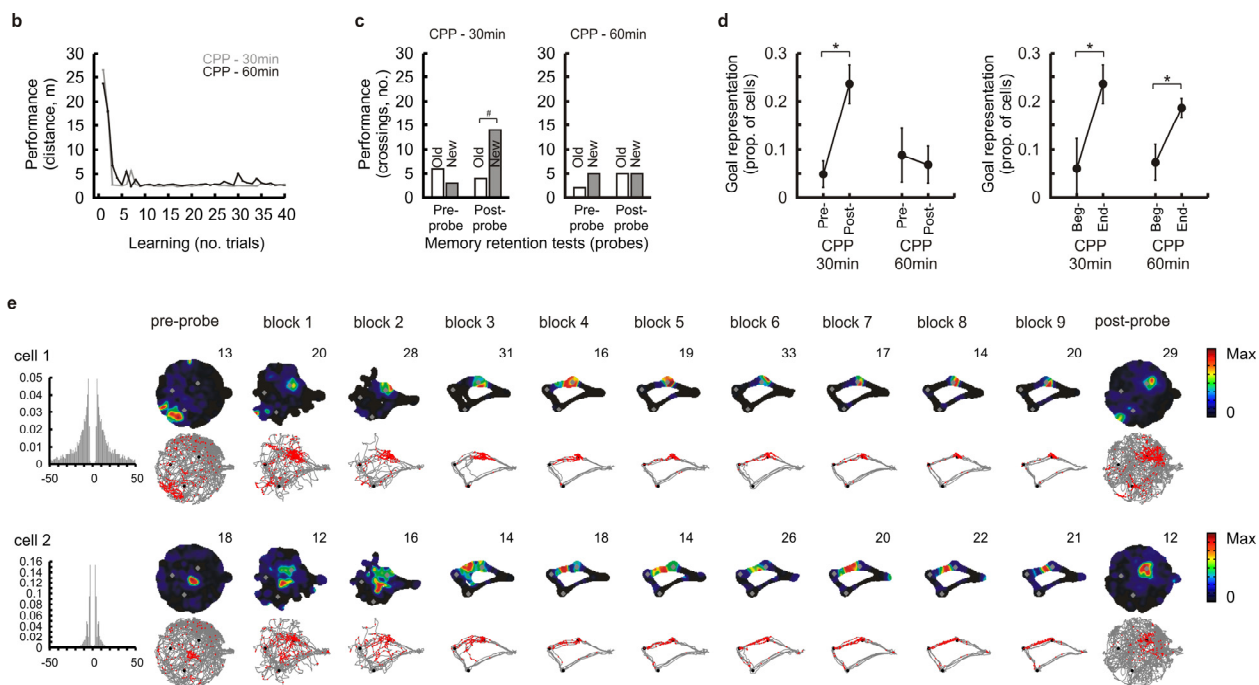 b
CPP - 30min
CPP - 60min
Performance
(distance, m)
30
25
20
15
10
5
0
0 5 10 15 20 25 30 35 40
Learning (no. trials)
c
CPP - 30min CPP - 60min
Performance
(crossings, no.)
30
25
20
15
10
5
0
Old New
#
Old New
Pre-probe
Post-probe
30
25
20
15
10
5
0
Old New
Old New
Pre-probe
Post-probe
Memory retention tests (probes)
d
Goal representation
(prop. of cells)
0.3
0.2
0.1
0
*
Pre- Post- Pre- Post-
CPP CPP
30min 60min
Goal representation
(prop. of cells)
0.3
0.2
0.1
0
* *
Beg- End- Beg- End-
CPP CPP
30min 60min
e
pre-probe block 1 block 2 block 3 block 4 block 5 block 6 block 7 block 8 block 9 post-probe
cell 1
13 20 28 31 16 19 33 17 14 20 29
0.05
0.04
0.03
0.02
0.01
0
-50 0 50
Max
0
cell 2
18 12 16 14 18 14 26 20 22 21 12
0.16
0.14
0.12
0.1
0.08
0.06
0.04
0.02
0
-50 0 50
Max
0